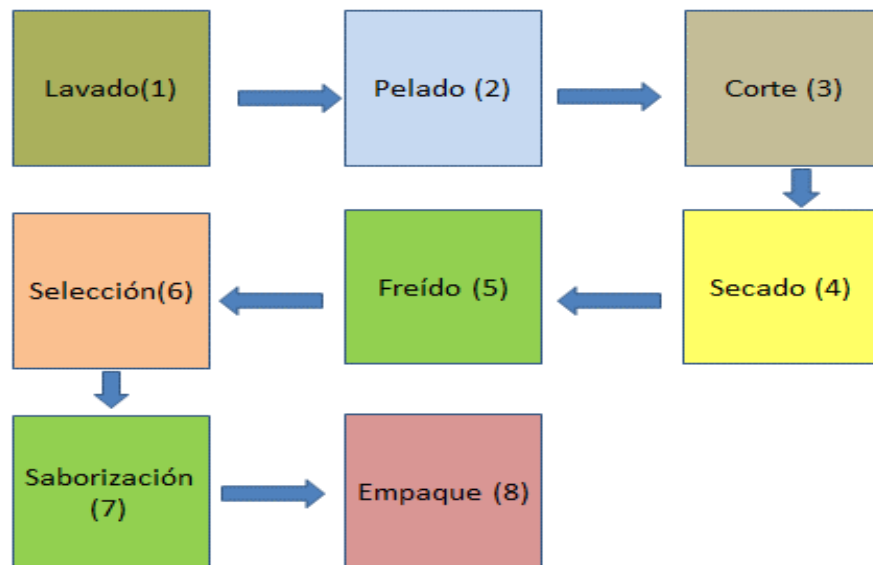 Lavado(1)
Pelado (2)
Corte (3)
Secado (4)
Freído (5)
Selección(6)
Saborización
(7)
Empaque (8)